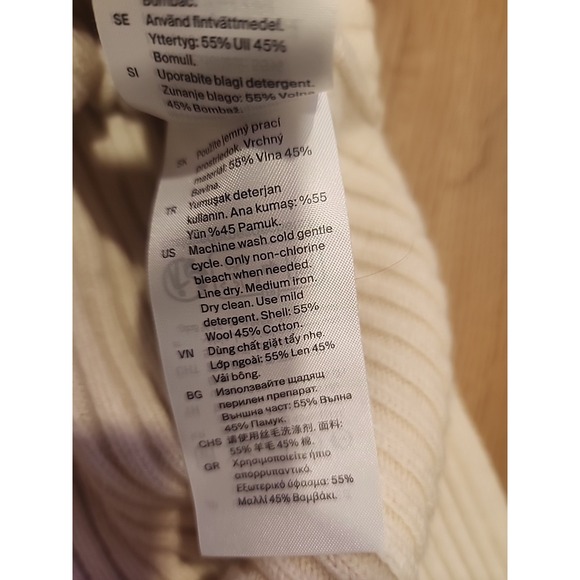 Bombaž.
SE Använd fintvättmedel.
Yttertyg: 55% Ull 45%
Bomull.
SI Uporabite blagi detergent.
Zunanje blago: 55% Volna
45% Bombaž.
SK Použite jemný prací
prostriedok. Vrchný
materiál: 55% Vlna 45%
Bavlna.
TR Yumuşak deterjan
kullanın. Ana kumaş: %55
Yün %45 Pamuk.
US Machine wash cold gentle
cycle. Only non-chlorine
bleach when needed.
Line dry. Medium iron.
Dry clean. Use mild
detergent. Shell: 55%
Wool 45% Cotton.
VN Dùng chất giặt tẩy nhẹ.
Lớp ngoài: 55% Len 45%
Vải bông.
BG Използвайте щадящ
перилен препарат.
Външна част: 55% Вълна
45% Памук.
CHS 请使用丝毛洗涤剂. 面料:
55% 羊毛 45% 棉.
GR Χρησιμοποιείτε ήπιο
απορρυπαντικό.
Εξωτερικό ύφασμα: 55%
Μαλλί 45% Βαμβάκι.